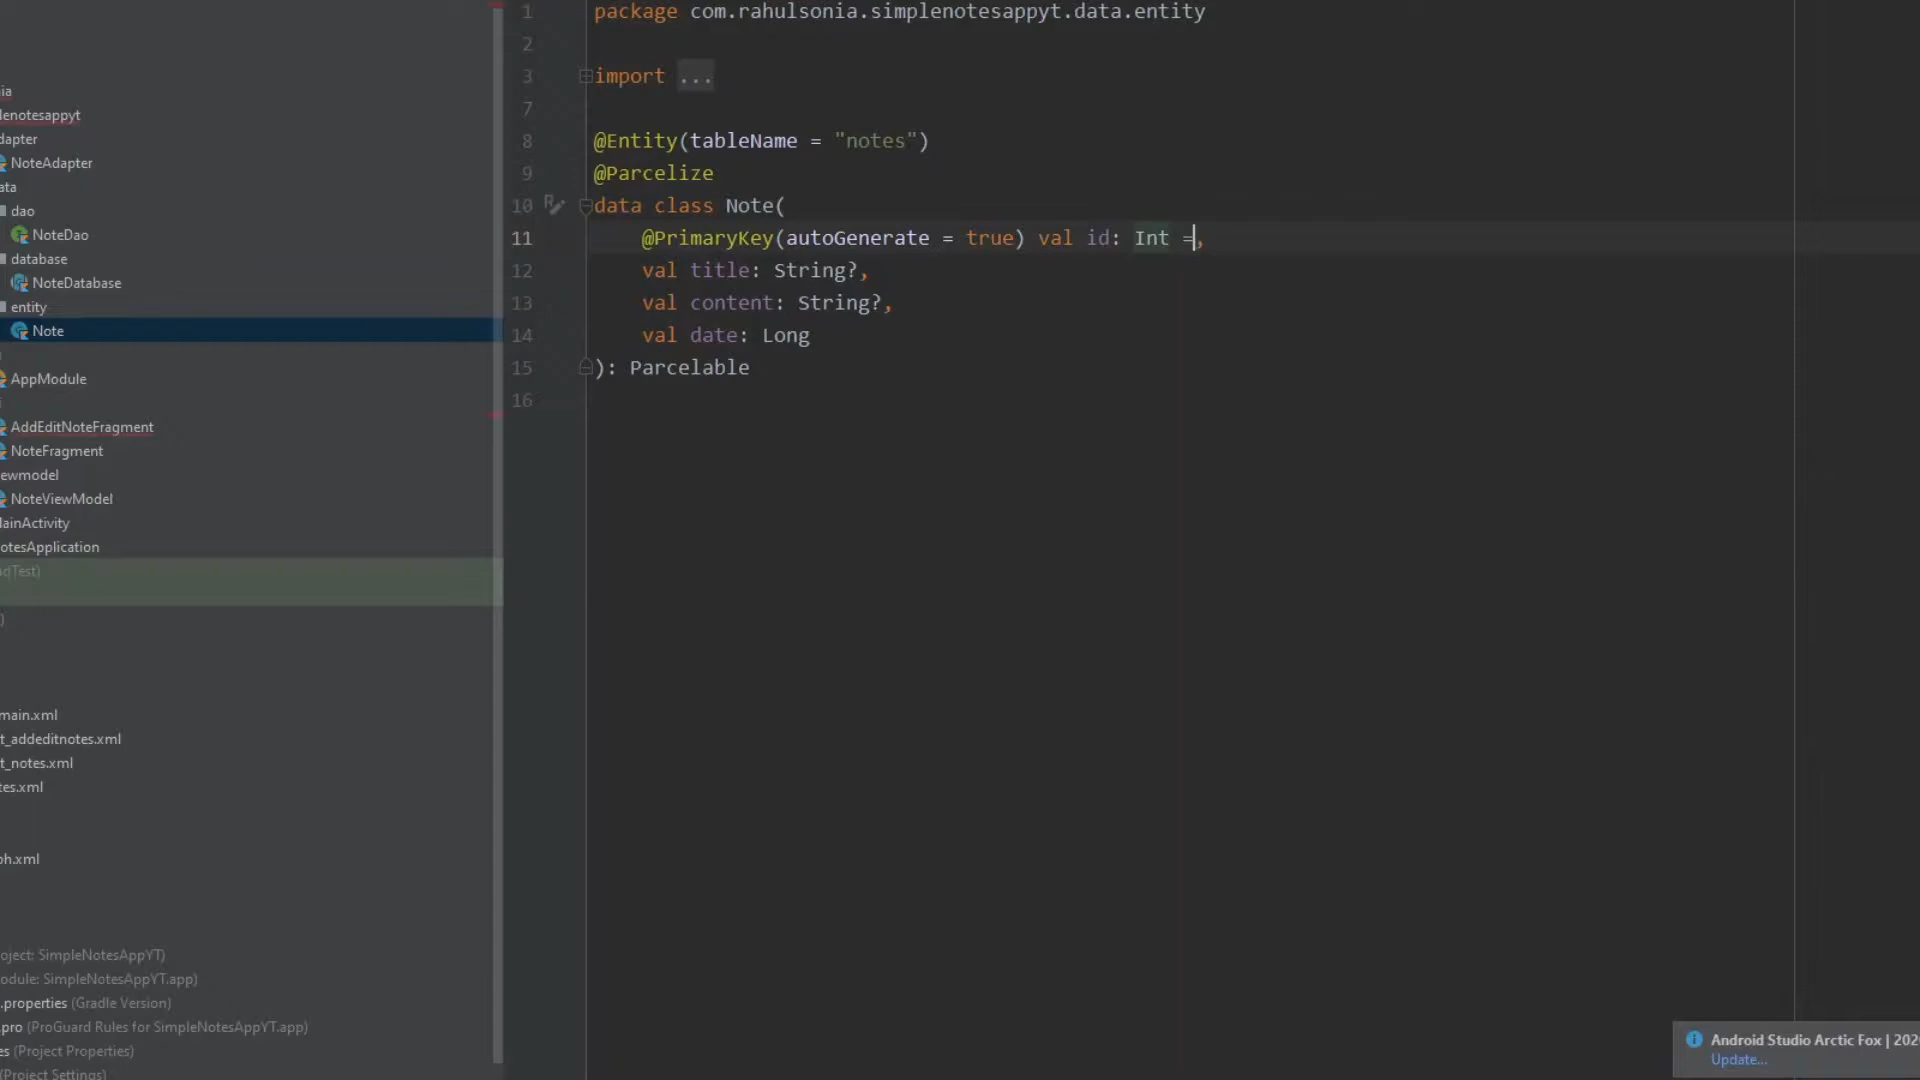 ia
lenotesappyt
dapter
NoteAdapter
ata
dao
NoteDao
database
NoteDatabase
entity
Note
AppModule
AddEditNoteFragment
NoteFragment
ewmodel
NoteViewModel
lainActivity
otesApplication
dTest)
)
main.xml
t_addeditnotes.xml
t_notes.xml
tes.xml
ph.xml
oject: SimpleNotesAppYT)
odule: SimpleNotesAppYT.app)
.properties (Gradle Version)
.pro (ProGuard Rules for SimpleNotesAppYT.app)
es (Project Properties)
(Project Settings)
1 package com.rahulsonia.simplenotesappyt.data.entity
2
3 import ...
7
8 @Entity(tableName = "notes")
9 @Parcelize
10 data class Note(
11 @PrimaryKey(autoGenerate = true) val id: Int =,
12 val title: String?,
13 val content: String?,
14 val date: Long
15 ): Parcelable
16
Android Studio Arctic Fox | 202
Update...